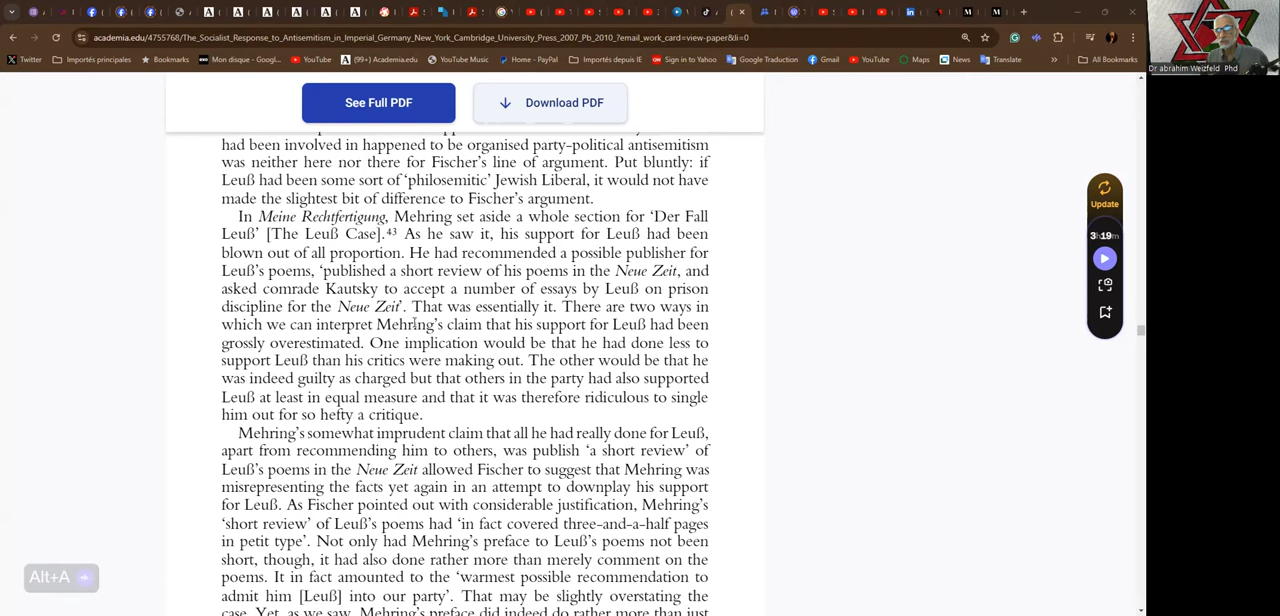 academia.edu/4755768/The_Socialist_Response_to_Antisemitism_in_Imperial_Germany_New_York_Cambridge_University_Press_2007_Pb_2010_?email_work_card=view-paper&li=0
Twitter
Importés principales
Bookmarks
Mon disque - Googl...
YouTube
(99+) Academia.edu
YouTube Music
Home - PayPal
Importés depuis IE
Sign in to Yahoo
Google Traduction
Gmail
YouTube
Maps
News
Translate
All Bookmarks
Dr abrahim Weizfeld Phd
See Full PDF
Download PDF
had been involved in happened to be organised party-political antisemitism
was neither here nor there for Fischer's line of argument. Put bluntly: if
Leuß had been some sort of 'philosemitic' Jewish Liberal, it would not have
made the slightest bit of difference to Fischer's argument.
In Meine Rechtfertigung, Mehring set aside a whole section for 'Der Fall
Leuß' [The Leuß Case].43 As he saw it, his support for Leuß had been
blown out of all proportion. He had recommended a possible publisher for
Leuß's poems, 'published a short review of his poems in the Neue Zeit, and
asked comrade Kautsky to accept a number of essays by Leuß on prison
discipline for the Neue Zeit'. That was essentially it. There are two ways in
which we can interpret Mehring's claim that his support for Leuß had been
grossly overestimated. One implication would be that he had done less to
support Leuß than his critics were making out. The other would be that he
was indeed guilty as charged but that others in the party had also supported
Leuß at least in equal measure and that it was therefore ridiculous to single
him out for so hefty a critique.
Mehring's somewhat imprudent claim that all he had really done for Leuß,
apart from recommending him to others, was publish 'a short review' of
Leuß's poems in the Neue Zeit allowed Fischer to suggest that Mehring was
misrepresenting the facts yet again in an attempt to downplay his support
for Leuß. As Fischer pointed out with considerable justification, Mehring's
'short review' of Leuß's poems had 'in fact covered three-and-a-half pages
in petit type'. Not only had Mehring's preface to Leuß's poems not been
short, though, it had also done rather more than merely comment on the
poems. It in fact amounted to the 'warmest possible recommendation to
admit him [Leuß] into our party'. That may be slightly overstating the
case. Yet, as we saw, Mehring's preface did indeed do rather more than just
Update
Alt+A